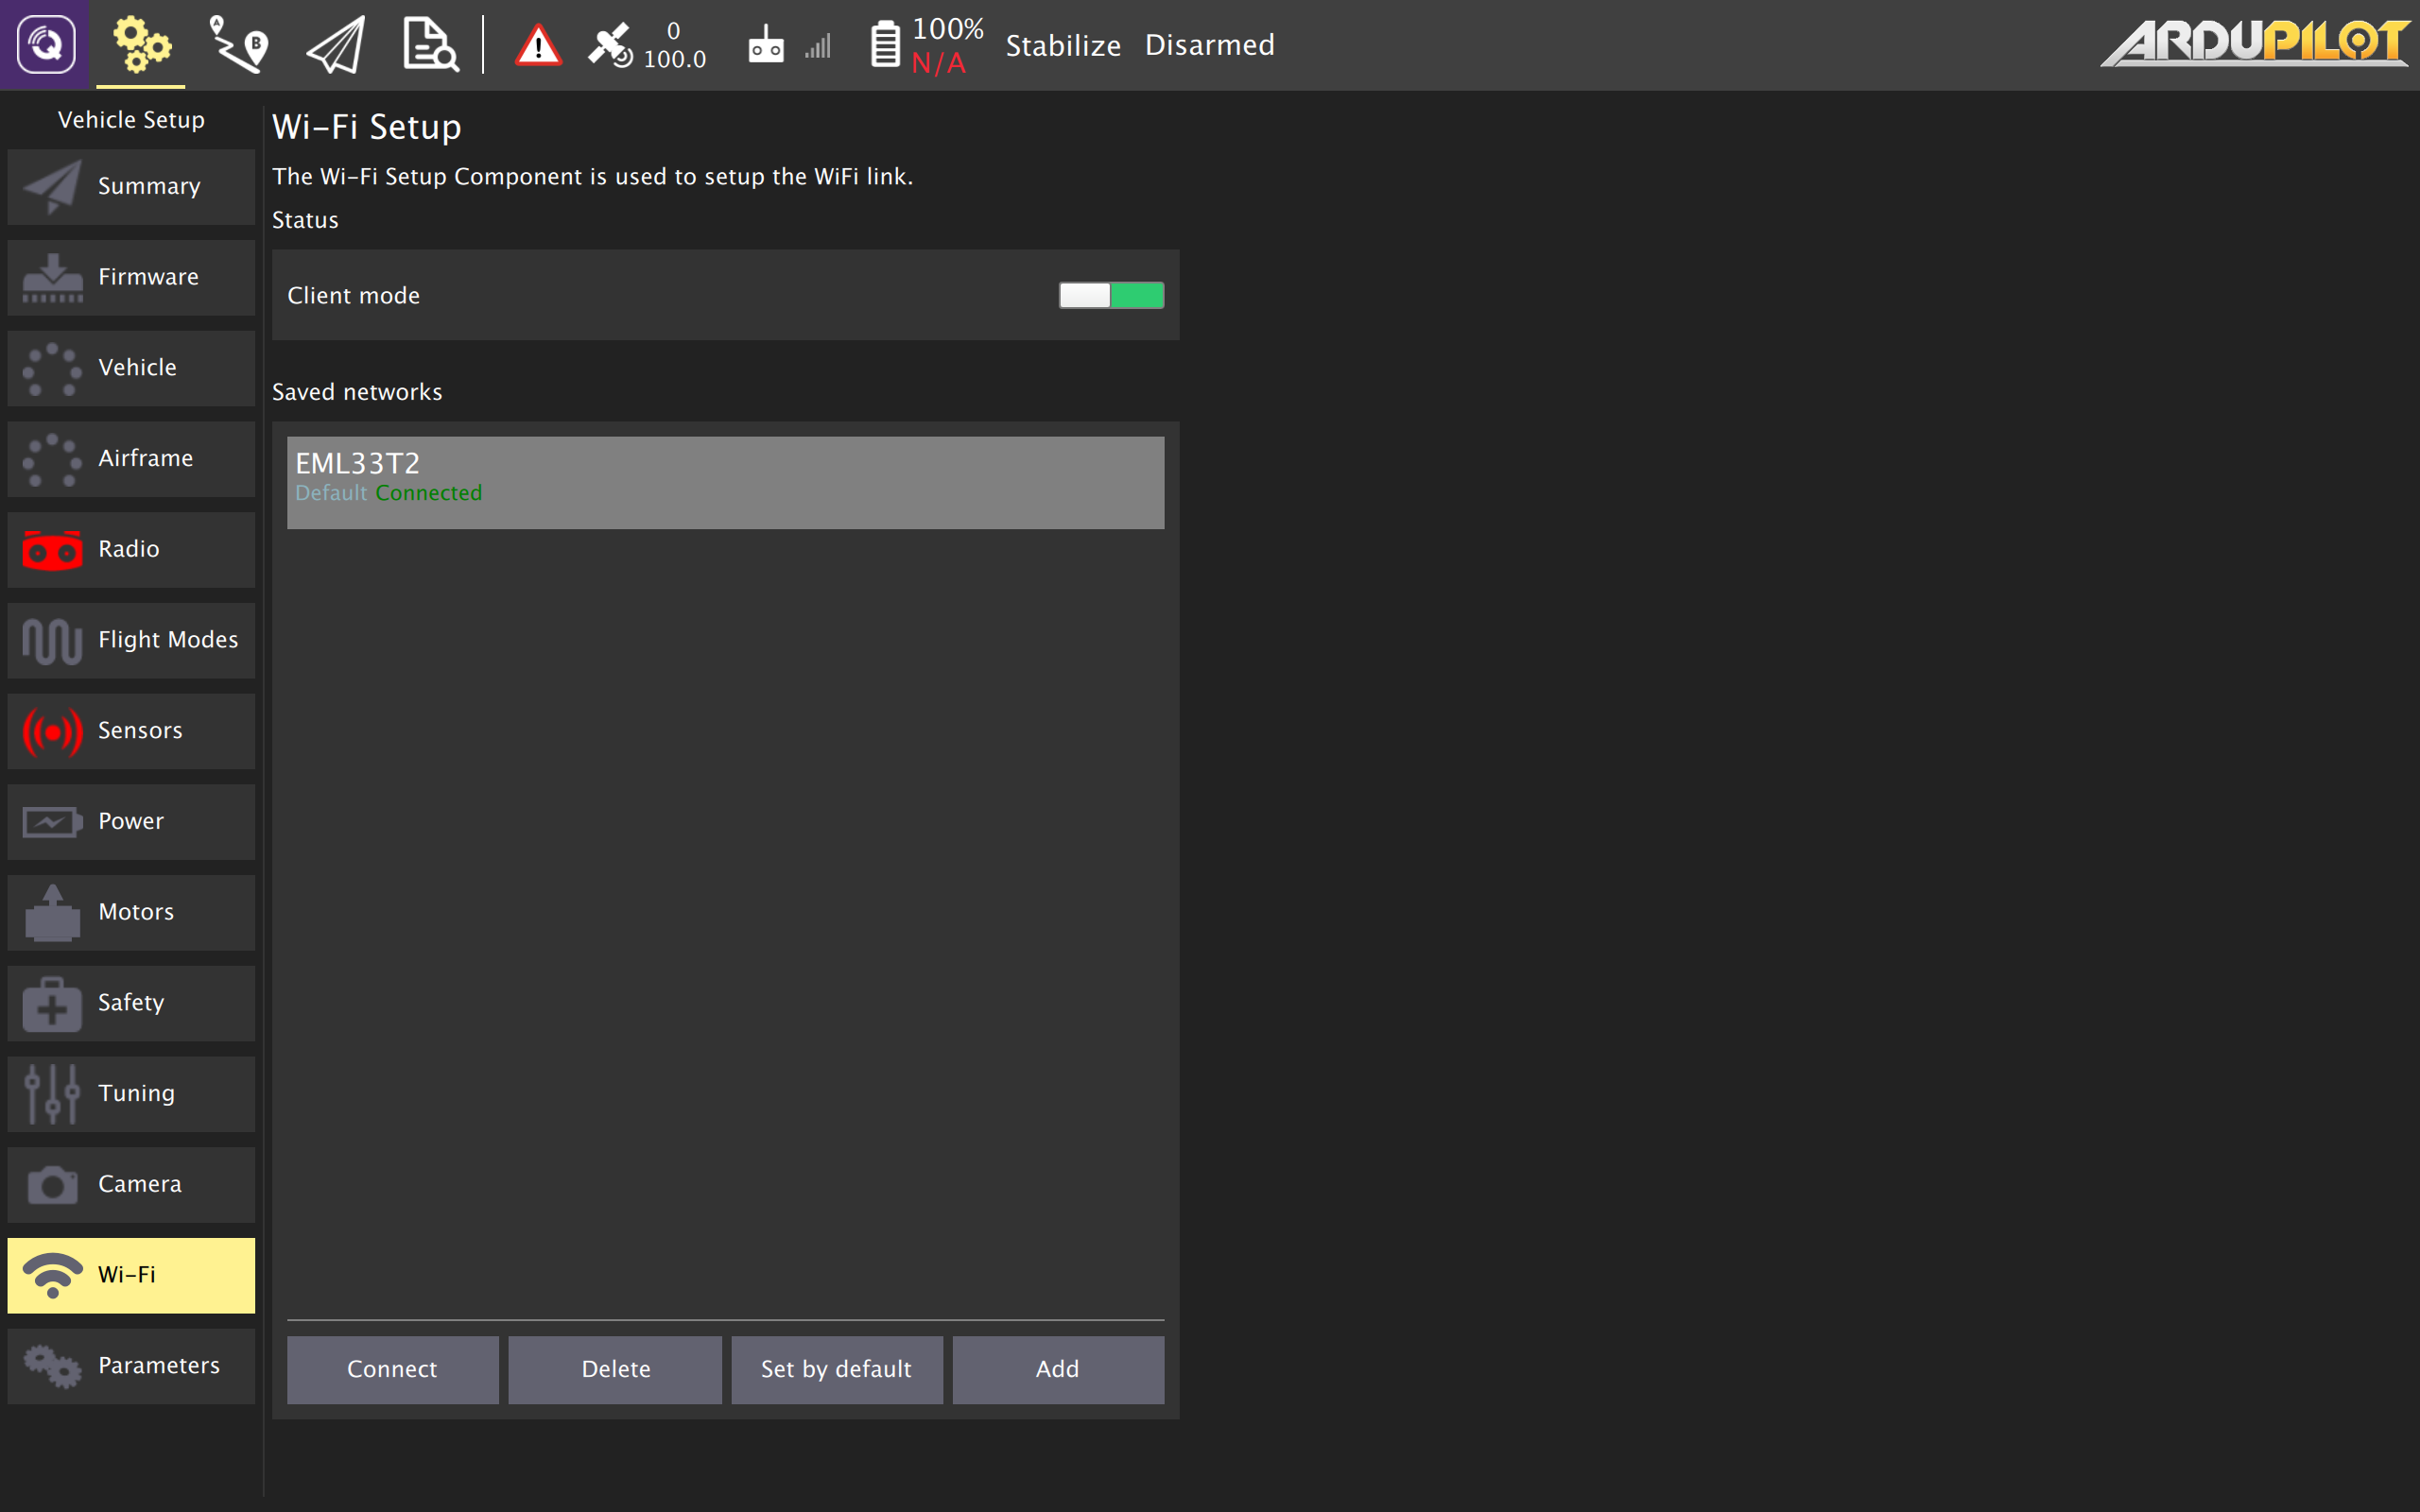 A
B
0
100.0
100%
N/A
Stabilize
Disarmed
ARDUPILOT
Vehicle Setup
Summary
Firmware
Vehicle
Airframe
Radio
Flight Modes
Sensors
Power
Motors
Safety
Tuning
Camera
Wi-Fi
Parameters
Wi-Fi Setup
The Wi-Fi Setup Component is used to setup the WiFi link.
Status
Client mode
Saved networks
EML33T2
Default Connected
Connect
Delete
Set by default
Add